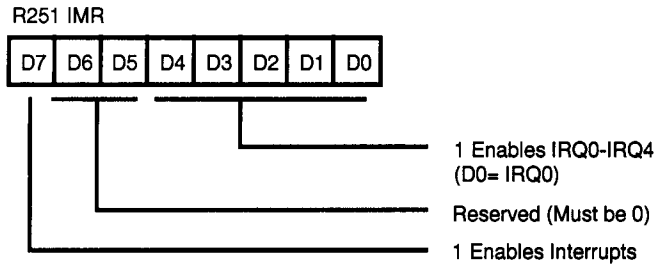 R251 IMR
D7 D6 D5 D4 D3 D2 D1 D0
1 Enables IRQ0-IRQ4
(D0= IRQ0)
Reserved (Must be 0)
1 Enables Interrupts